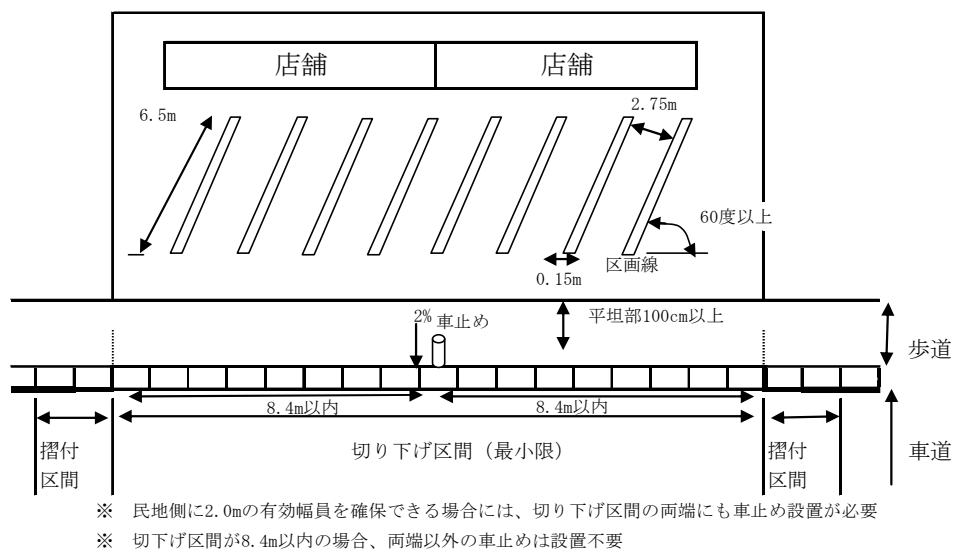 店舗 店舗
6.5m 2.75m
60度以上
区画線
0.15m
2% 車止め 平坦部100cm以上
歩道
8.4m以内 8.4m以内
摺付 切り下げ区間（最小限） 摺付 車道
区間 区間
※ 民地側に2.0mの有効幅員を確保できる場合には、切り下げ区間の両端にも車止め設置が必要
※ 切下げ区間が8.4m以内の場合、両端以外の車止めは設置不要